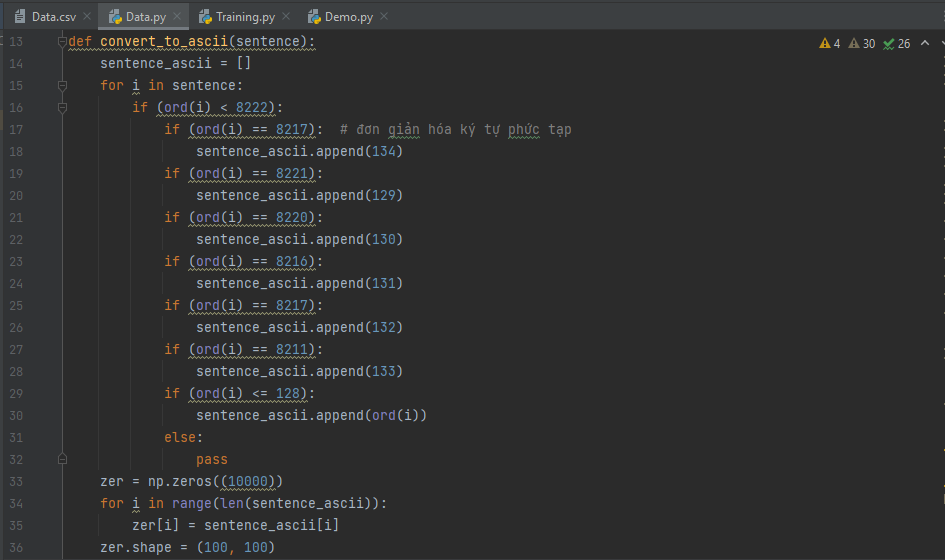 Data.csv Data.py Training.py Demo.py
4 30 26
13 def convert_to_ascii(sentence):
14     sentence_ascii = []
15     for i in sentence:
16         if (ord(i) < 8222):
17             if (ord(i) == 8217):  # đơn giản hóa ký tự phức tạp
18                 sentence_ascii.append(134)
19             if (ord(i) == 8221):
20                 sentence_ascii.append(129)
21             if (ord(i) == 8220):
22                 sentence_ascii.append(130)
23             if (ord(i) == 8216):
24                 sentence_ascii.append(131)
25             if (ord(i) == 8217):
26                 sentence_ascii.append(132)
27             if (ord(i) == 8211):
28                 sentence_ascii.append(133)
29             if (ord(i) <= 128):
30                 sentence_ascii.append(ord(i))
31             else:
32                 pass
33     zer = np.zeros((10000))
34     for i in range(len(sentence_ascii)):
35         zer[i] = sentence_ascii[i]
36     zer.shape = (100, 100)